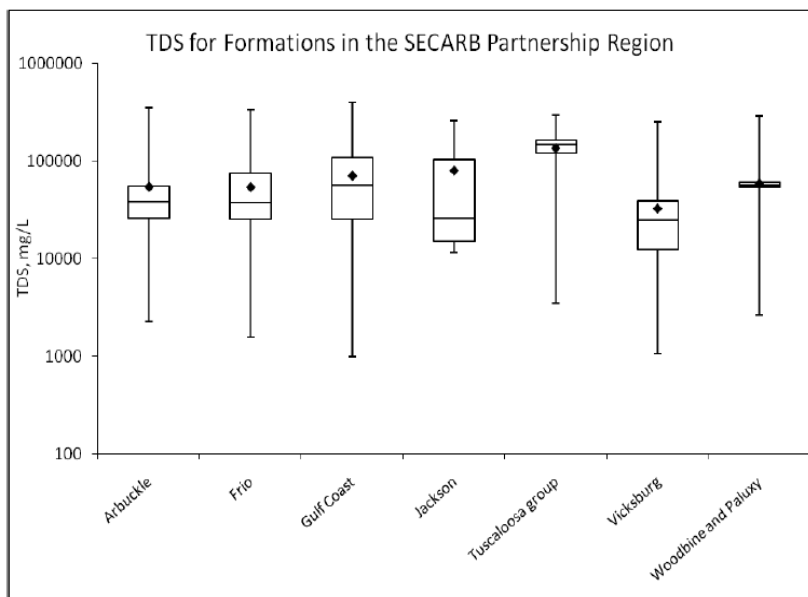 TDS for Formations in the SECARB Partnership Region
1000000
100000
10000
1000
100
TDS, mg/L
Arbuckle
Frio
Gulf Coast
Jackson
Tuscaloosa group
Vicksburg
Woodbine and Paluxy